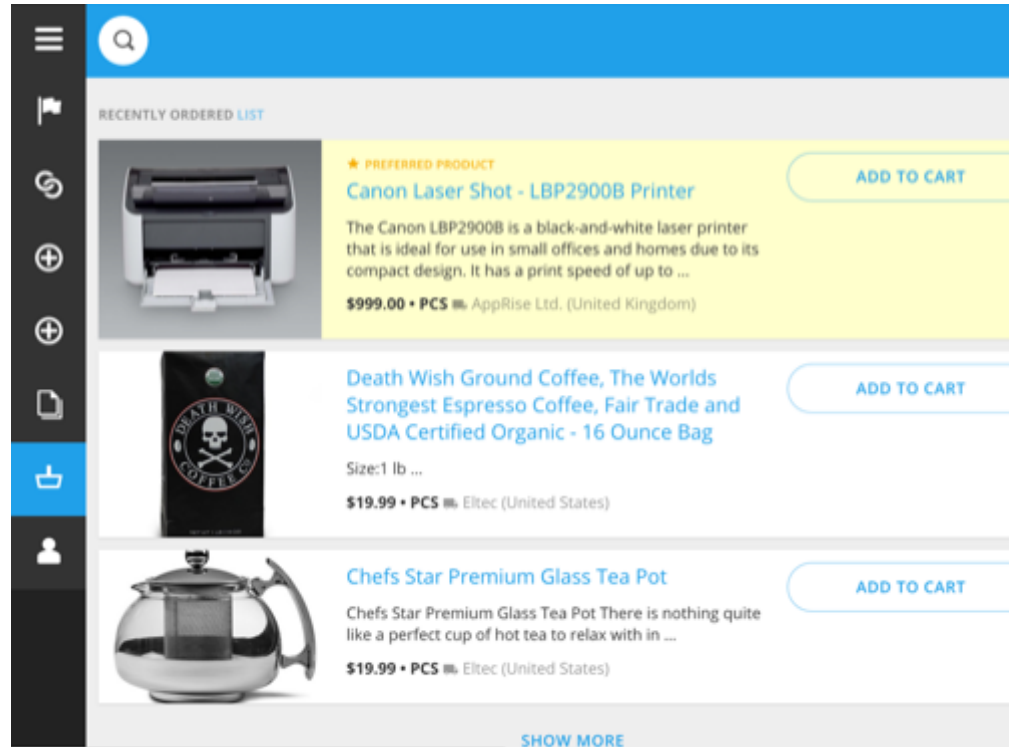 RECENTLY ORDERED LIST
★ PREFERRED PRODUCT
Canon Laser Shot - LBP2900B Printer
The Canon LBP2900B is a black-and-white laser printer
that is ideal for use in small offices and homes due to its
compact design. It has a print speed of up to ...
$999.00 • PCS AppRise Ltd. (United Kingdom)
ADD TO CART
DEATH WISH
COFFEE CO
Death Wish Ground Coffee, The Worlds
Strongest Espresso Coffee, Fair Trade and
USDA Certified Organic - 16 Ounce Bag
Size:1 lb ...
$19.99 • PCS Eltec (United States)
ADD TO CART
Chefs Star Premium Glass Tea Pot
Chefs Star Premium Glass Tea Pot There is nothing quite
like a perfect cup of hot tea to relax with in ...
$19.99 • PCS Eltec (United States)
ADD TO CART
SHOW MORE